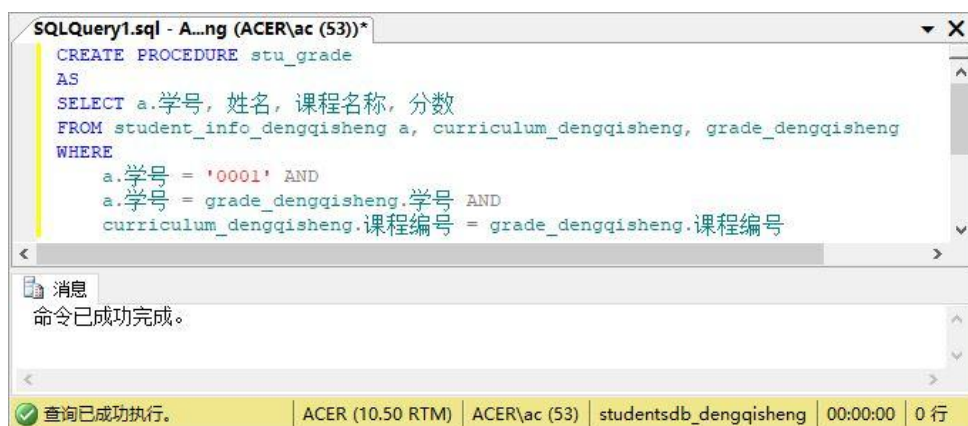 SQLQuery1.sql - A...ng (ACER\ac (53))*
CREATE PROCEDURE stu_grade
AS
SELECT a.学号, 姓名, 课程名称, 分数
FROM student_info_dengqisheng a, curriculum_dengqisheng, grade_dengqisheng
WHERE
a.学号 = '0001' AND
a.学号 = grade_dengqisheng.学号 AND
curriculum_dengqisheng.课程编号 = grade_dengqisheng.课程编号
消息
命令已成功完成。
查询已成功执行。 ACER (10.50 RTM) ACER\ac (53) studentsdb_dengqisheng 00:00:00 0 行